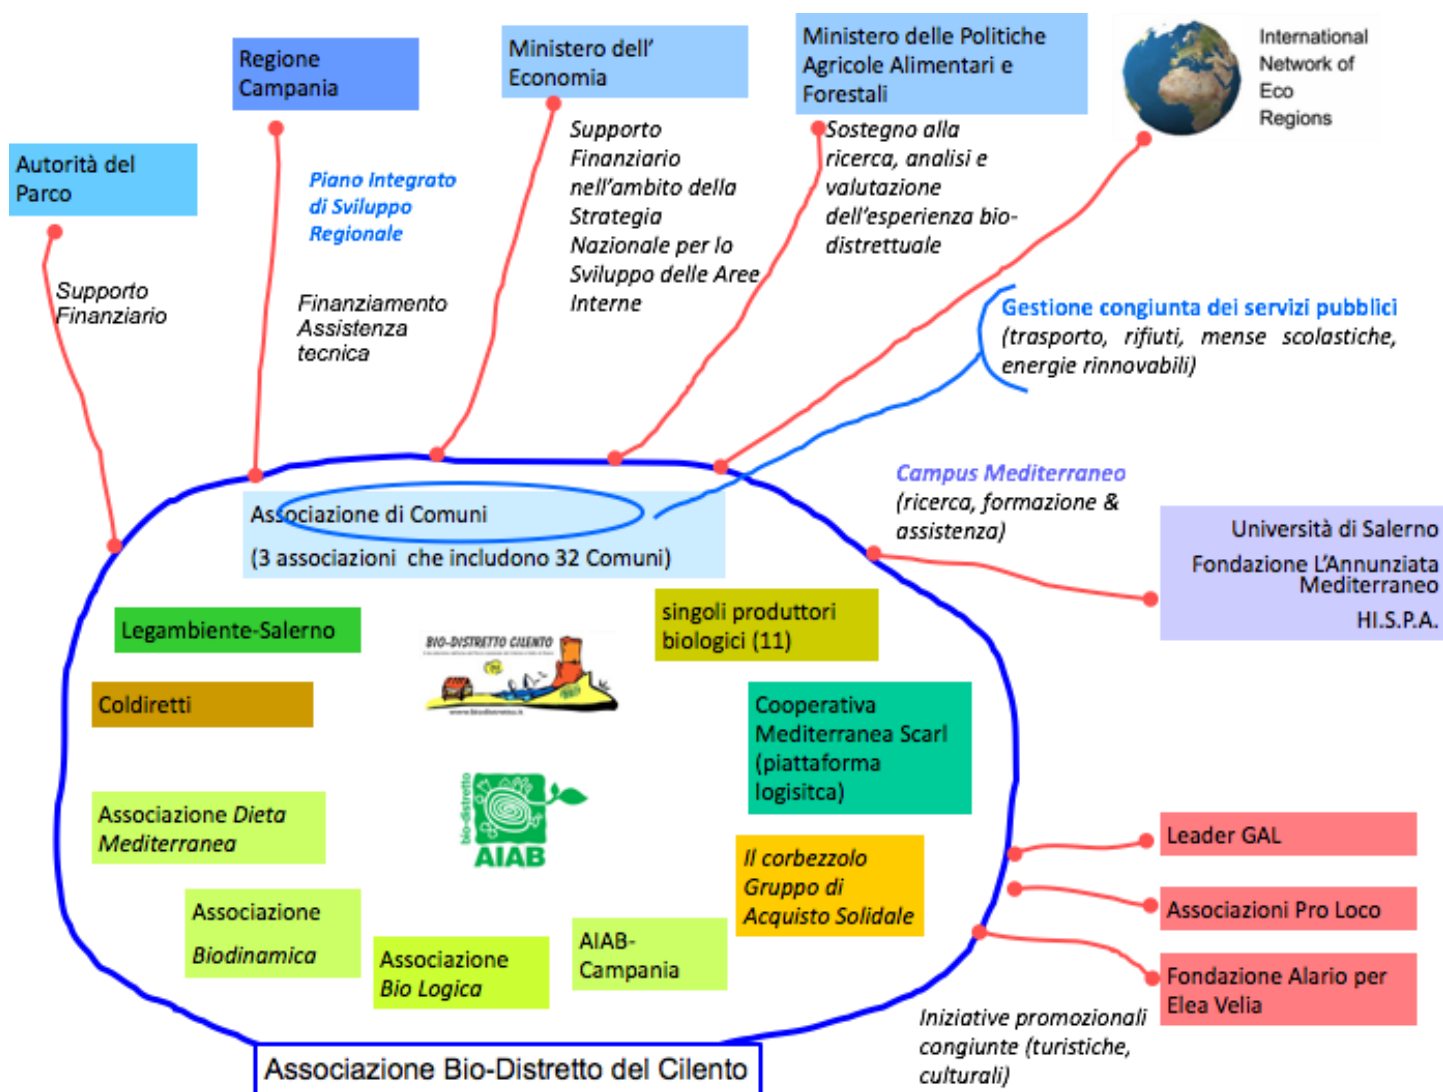 Regione
Campania
Ministero dell’
Economia
Ministero delle Politiche
Agricole Alimentari e
Forestali
International
Network of
Eco
Regions
Autorità del
Parco
Piano Integrato
di Sviluppo
Regionale
Supporto
Finanziario
nell’ambito della
Strategia
Nazionale per lo
Sviluppo delle Aree
Interne
Sostegno alla
ricerca, analisi e
valutazione
dell’esperienza bio-
distrettuale
Supporto
Finanziario
Finanziamento
Assistenza
tecnica
Gestione congiunta dei servizi pubblici
(trasporto, rifiuti, mense scolastiche,
energie rinnovabili)
Campus Mediterraneo
(ricerca, formazione &
assistenza)
Università di Salerno
Fondazione L’Annunziata
Mediterraneo
HI.S.P.A.
Associazione di Comuni
(3 associazioni che includono 32 Comuni)
Legambiente-Salerno
BIO-DISTRETTO CILENTO
www.biodistretto.it
singoli produttori
biologici (11)
Coldiretti
Cooperativa
Mediterranea Scarl
(piattaforma
logisitca)
Associazione Dieta
Mediterranea
bio-distretto
AIAB
Il corbezzolo
Gruppo di
Acquisto Solidale
Leader GAL
Associazioni Pro Loco
Fondazione Alario per
Elea Velia
Associazione
Biodinamica
Associazione
Bio Logica
AIAB-
Campania
Iniziative promozionali
congiunte (turistiche,
culturali)
Associazione Bio-Distretto del Cilento